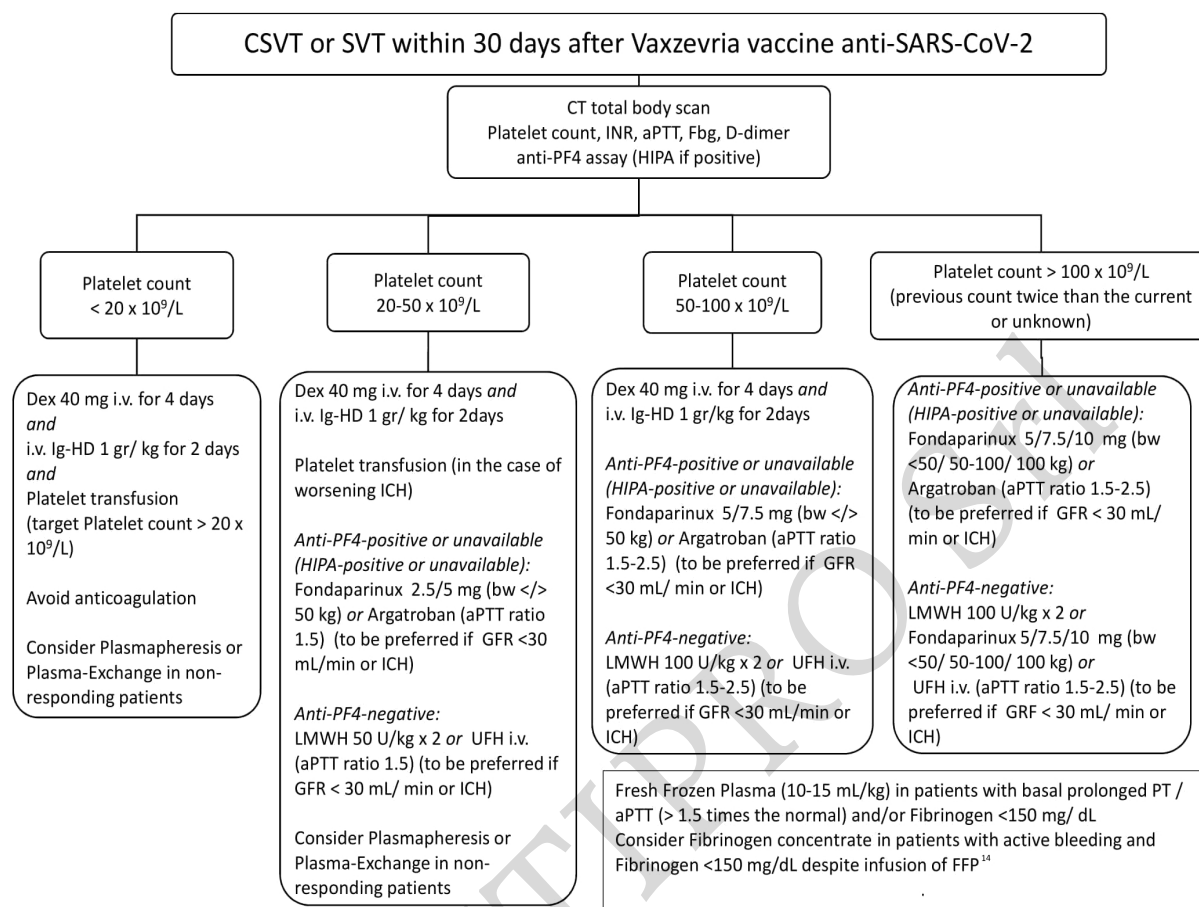 CSVT or SVT within 30 days after Vaxzevria vaccine anti-SARS-CoV-2
CT total body scan
Platelet count, INR, aPTT, Fbg, D-dimer
anti-PF4 assay (HIPA if positive)
Platelet count
< 20 x 10⁹/L
Platelet count
20-50 x 10⁹/L
Platelet count
50-100 x 10⁹/L
Platelet count > 100 x 10⁹/L
(previous count twice than the current
or unknown)
Dex 40 mg i.v. for 4 days
and
i.v. Ig-HD 1 gr/ kg for 2 days
and
Platelet transfusion
(target Platelet count > 20 x
10⁹/L)
Avoid anticoagulation
Consider Plasmapheresis or
Plasma-Exchange in non-
responding patients
Dex 40 mg i.v. for 4 days and
i.v. Ig-HD 1 gr/ kg for 2days
Platelet transfusion (in the case of
worsening ICH)
Anti-PF4-positive or unavailable
(HIPA-positive or unavailable):
Fondaparinux 2.5/5 mg (bw </>
50 kg) or Argatroban (aPTT ratio
1.5) (to be preferred if GFR <30
mL/min or ICH)
Anti-PF4-negative:
LMWH 50 U/kg x 2 or UFH i.v.
(aPTT ratio 1.5) (to be preferred if
GFR < 30 mL/ min or ICH)
Consider Plasmapheresis or
Plasma-Exchange in non-
responding patients
Dex 40 mg i.v. for 4 days and
i.v. Ig-HD 1 gr/kg for 2days
Anti-PF4-positive or unavailable
(HIPA-positive or unavailable):
Fondaparinux 5/7.5 mg (bw </>
50 kg) or Argatroban (aPTT ratio
1.5-2.5) (to be preferred if GFR
<30 mL/ min or ICH)
Anti-PF4-negative:
LMWH 100 U/kg x 2 or UFH i.v.
(aPTT ratio 1.5-2.5) (to be
preferred if GFR <30 mL/min or
ICH)
Anti-PF4-positive or unavailable
(HIPA-positive or unavailable):
Fondaparinux 5/7.5/10 mg (bw
<50/ 50-100/ 100 kg) or
Argatroban (aPTT ratio 1.5-2.5)
(to be preferred if GFR < 30 mL/
min or ICH)
Anti-PF4-negative:
LMWH 100 U/kg x 2 or
Fondaparinux 5/7.5/10 mg (bw
<50/ 50-100/ 100 kg) or
UFH i.v. (aPTT ratio 1.5-2.5) (to be
preferred if GRF < 30 mL/ min or
ICH)
Fresh Frozen Plasma (10-15 mL/kg) in patients with basal prolonged PT /
aPTT (> 1.5 times the normal) and/or Fibrinogen <150 mg/ dL
Consider Fibrinogen concentrate in patients with active bleeding and
Fibrinogen <150 mg/dL despite infusion of FFP¹⁴
.
TIPRO Srl